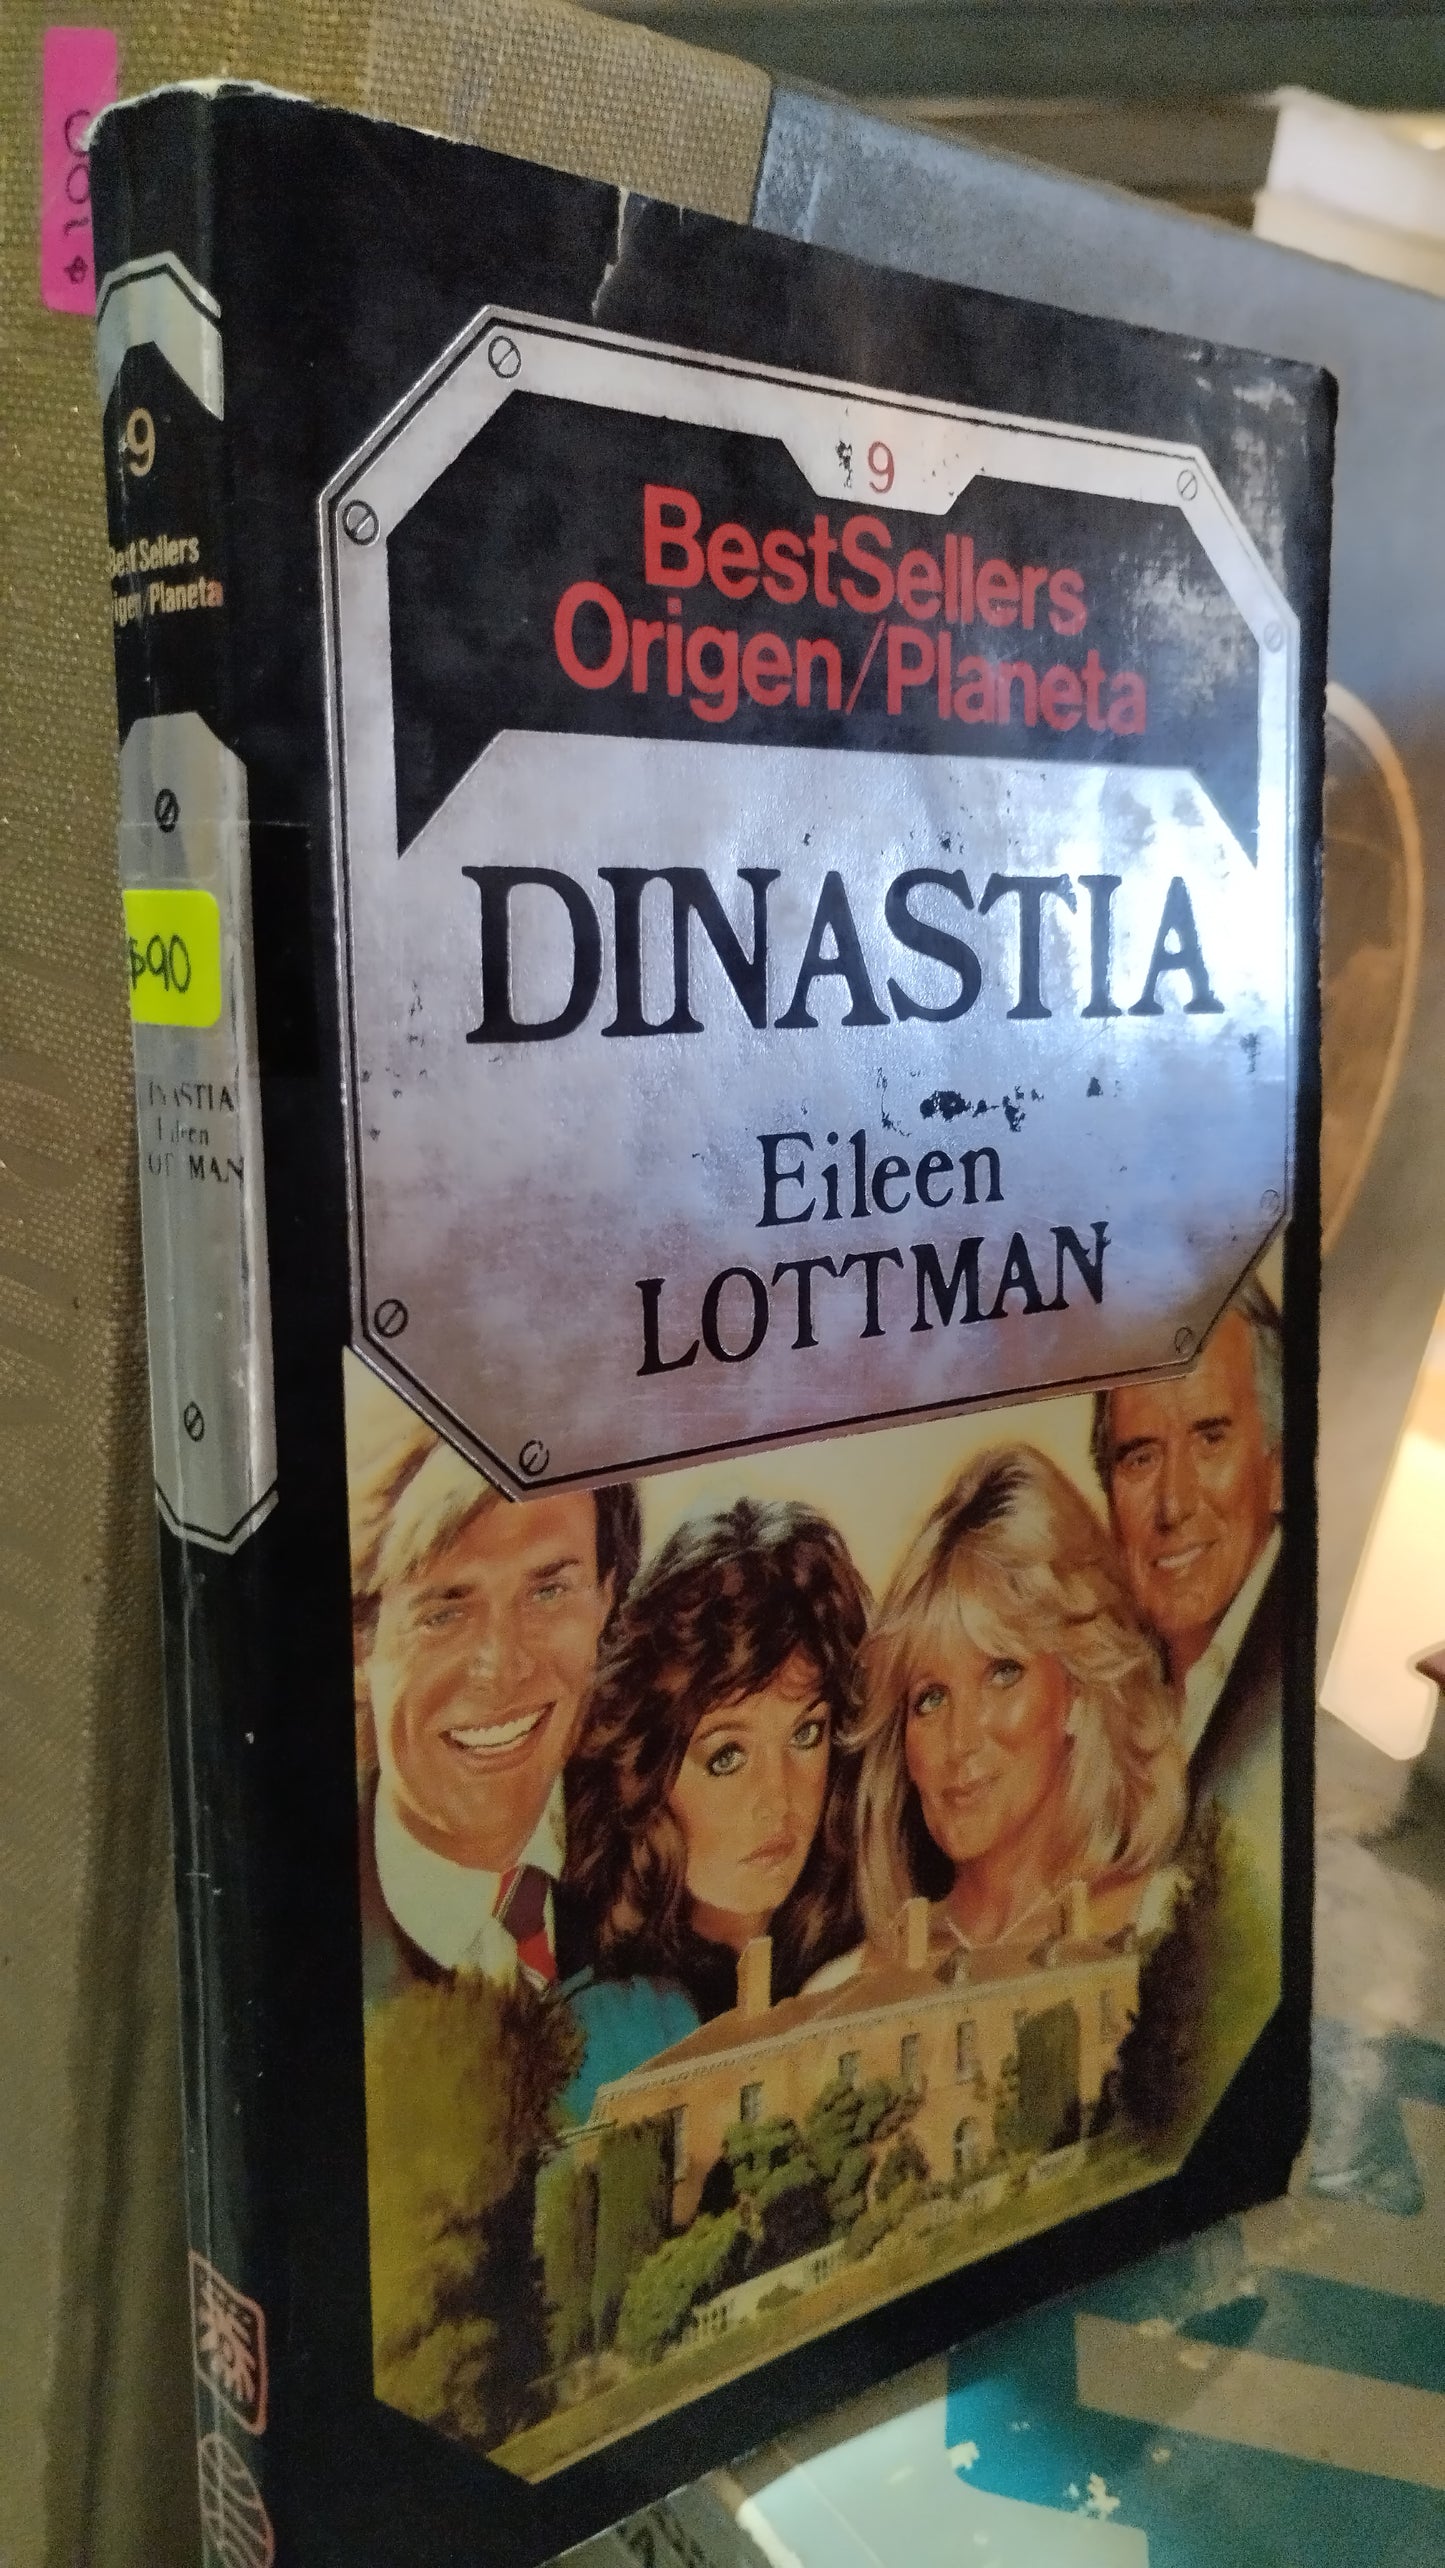 9
BestSellers
Origen/Planeta
DINASTIA
Eileen
LOTTMAN
9
Best Sellers
Origen/Planeta
$90
DINASTIA
Eileen
LOTTMAN